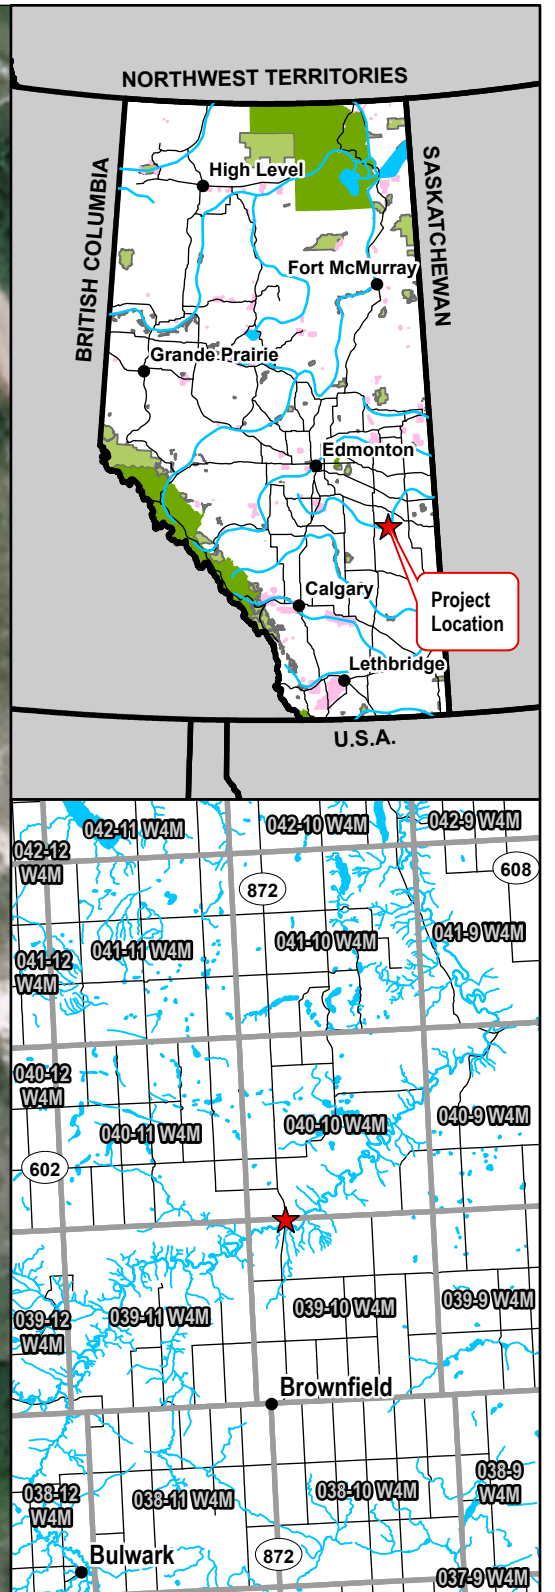 NORTHWEST TERRITORIES
BRITISH COLUMBIA
SASKATCHEWAN
High Level
Fort McMurray
Grande Prairie
Edmonton
Calgary
Project
Location
Lethbridge
U.S.A.
042-11 W4M
042-10 W4M
042-9 W4M
042-12
W4M
608
872
041-11 W4M
041-10 W4M
041-9 W4M
041-12
W4M
040-12
W4M
040-11 W4M
040-10 W4M
040-9 W4M
602
039-12
W4M
039-11 W4M
039-10 W4M
039-9 W4M
Brownfield
038-12
W4M
038-11 W4M
038-10 W4M
038-9
W4M
Bulwark
872
037-9 W4M